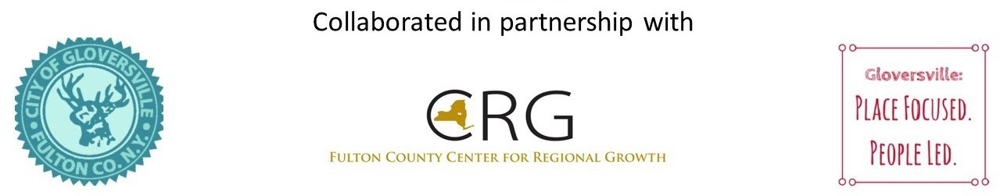 Collaborated in partnership with
CITY OF GLOVERSVILLE
FULTON CO. N.Y.
CRG
FULTON COUNTY CENTER FOR REGIONAL GROWTH
Gloversville:
PLACE FOCUSED.
PEOPLE LED.